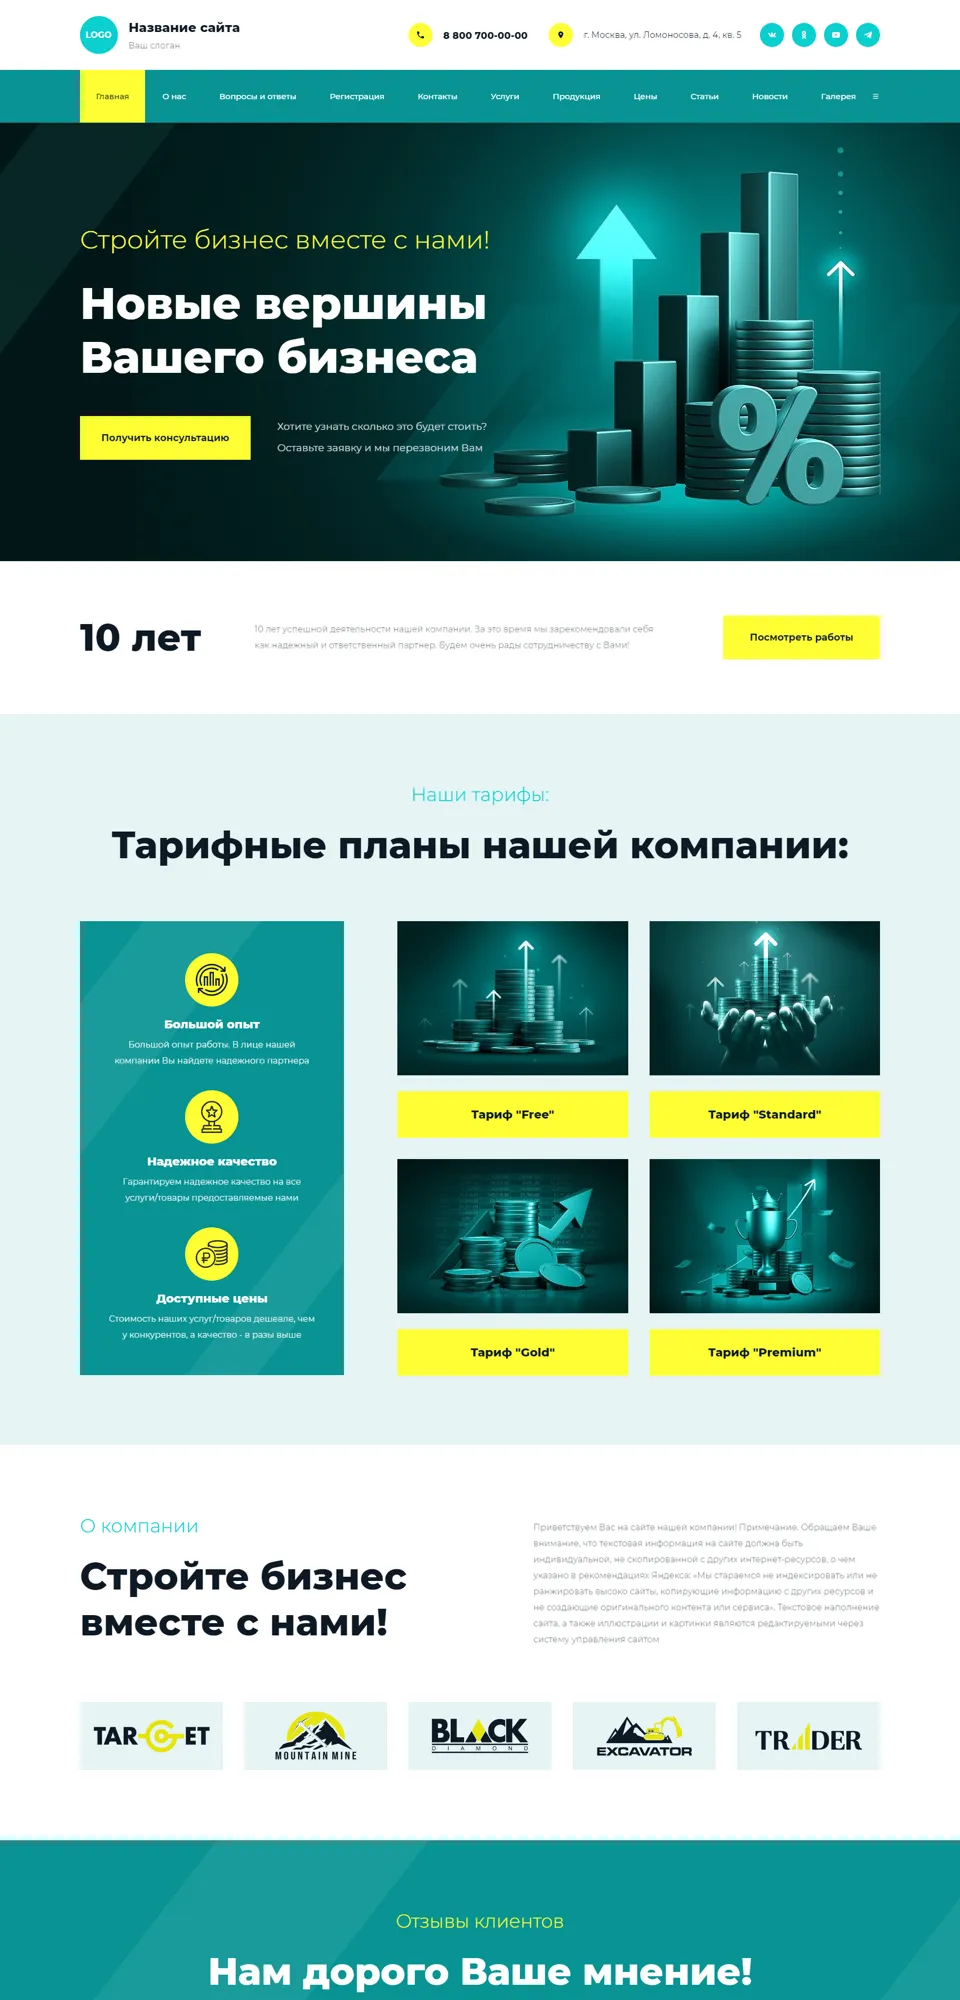 LOGO
Название сайта
Ваш слоган
8 800 700-00-00
г. Москва, ул. Ломоносова, д. 4, кв. 5
Главная
О нас
Вопросы и ответы
Регистрация
Контакты
Услуги
Продукция
Цены
Статьи
Новости
Галерея
Стройте бизнес вместе с нами!
Новые вершины
Вашего бизнеса
Получить консультацию
Хотите узнать сколько это будет стоить?
Оставьте заявку и мы перезвоним Вам
%
10 лет
10 лет успешной деятельности нашей компании. За это время мы зарекомендовали себя
как надежный и ответственный партнер. Будем очень рады сотрудничеству с Вами!
Посмотреть работы
Наши тарифы:
Тарифные планы нашей компании:
Большой опыт
Большой опыт работы. В лице нашей
компании Вы найдете надежного партнера
Надежное качество
Гарантируем надежное качество на все
услуги/товары предоставляемые нами
Доступные цены
Стоимость наших услуг/товаров дешевле, чем
у конкурентов, а качество - в разы выше
Тариф "Free"
Тариф "Standard"
Тариф "Gold"
Тариф "Premium"
О компании
Стройте бизнес
вместе с нами!
Приветствуем Вас на сайте нашей компании! Примечание. Обращаем Ваше
внимание, что текстовая информация на сайте должна быть
индивидуальной, не скопированной с других интернет-ресурсов, о чем
указано в рекомендациях Яндекса: «Мы стараемся не индексировать или не
ранжировать высоко сайты, копирующие информацию с других ресурсов и
не создающие оригинального контента или сервиса». Текстовое наполнение
сайта, а также иллюстрации и картинки являются редактируемыми через
систему управления сайтом
TARGET
MOUNTAIN MINE
BLACK
DIAMOND
EXCAVATOR
TRADER
Отзывы клиентов
Нам дорого Ваше мнение!